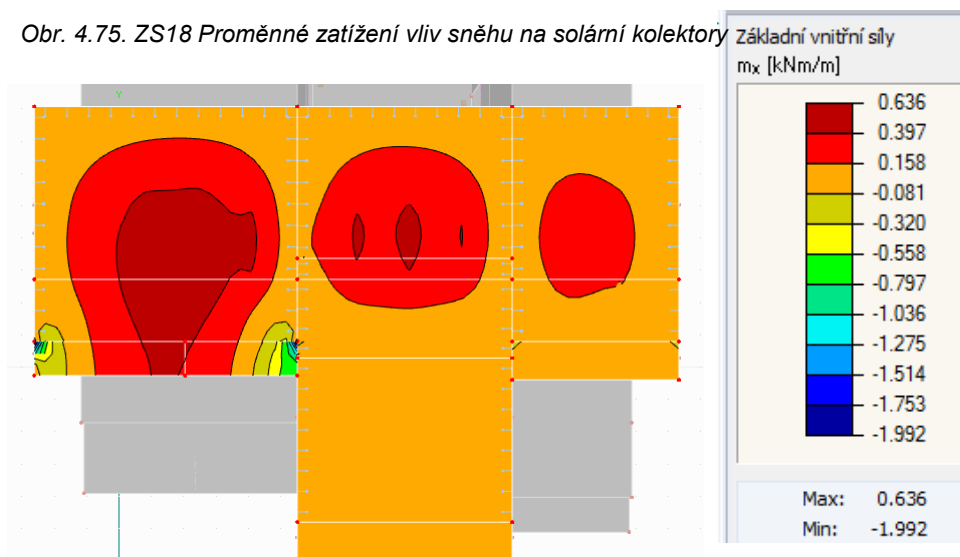 Obr. 4.75. ZS18 Proměnné zatížení vliv sněhu na solární kolektory
Základní vnitřní síly
mx [kNm/m]
0.636
0.397
0.158
-0.081
-0.320
-0.558
-0.797
-1.036
-1.275
-1.514
-1.753
-1.992
Max: 0.636
Min: -1.992
Y